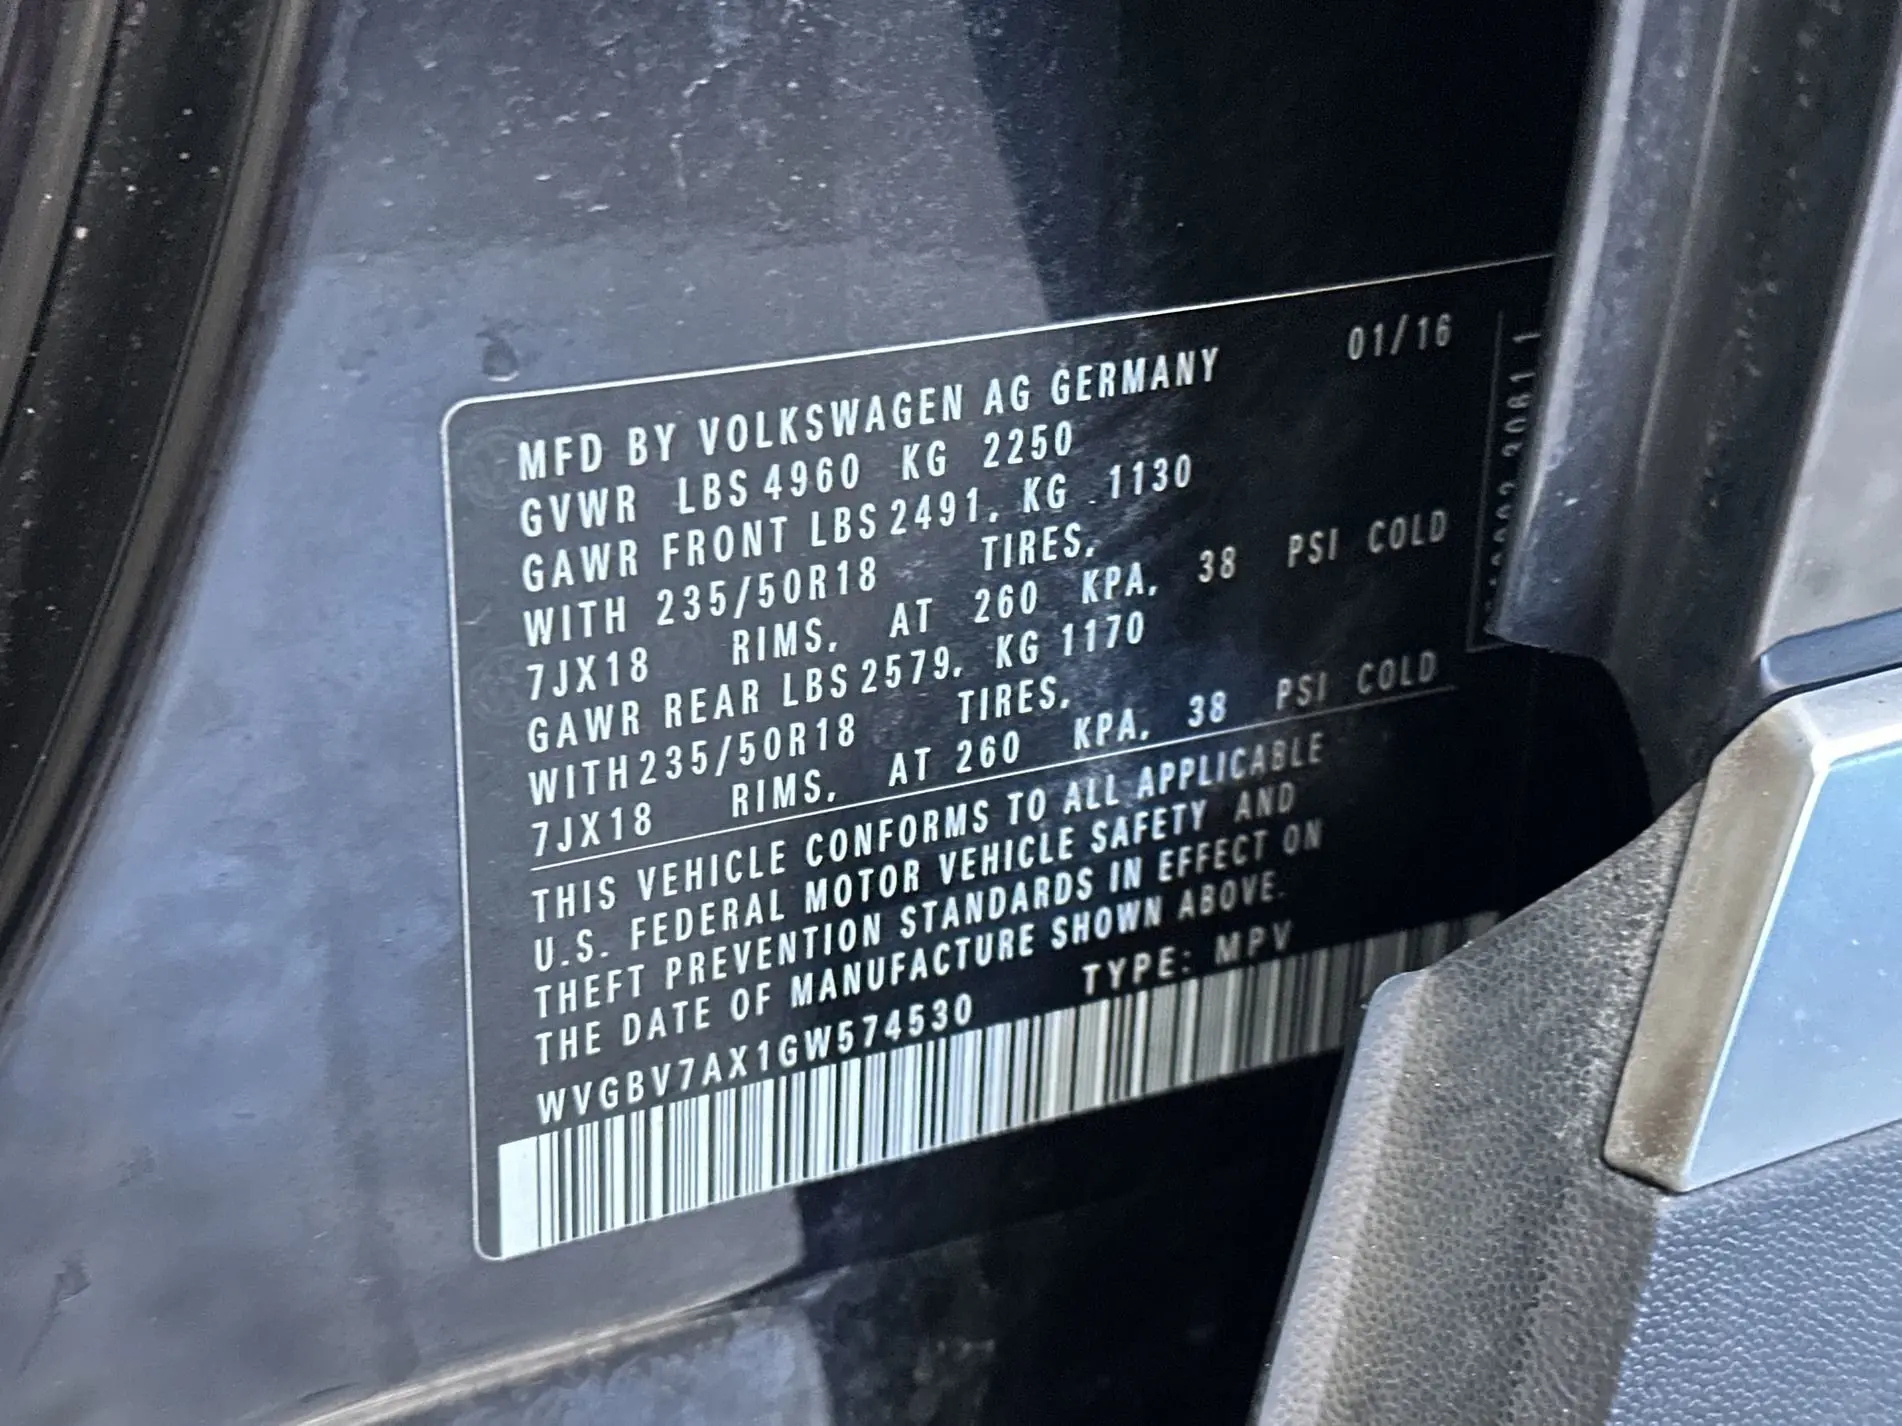 MFD BY VOLKSWAGEN AG GERMANY 01/16
GVWR LBS 4960 KG 2250
GAWR FRONT LBS 2491, KG 1130
WITH 235/50R18 TIRES,
7JX18 RIMS, AT 260 KPA, 38 PSI COLD
GAWR REAR LBS 2579, KG 1170
WITH 235/50R18 TIRES,
7JX18 RIMS, AT 260 KPA, 38 PSI COLD
THIS VEHICLE CONFORMS TO ALL APPLICABLE
U.S. FEDERAL MOTOR VEHICLE SAFETY AND
THEFT PREVENTION STANDARDS IN EFFECT ON
THE DATE OF MANUFACTURE SHOWN ABOVE.
WVGBV7AX1GW574530 TYPE: MPV